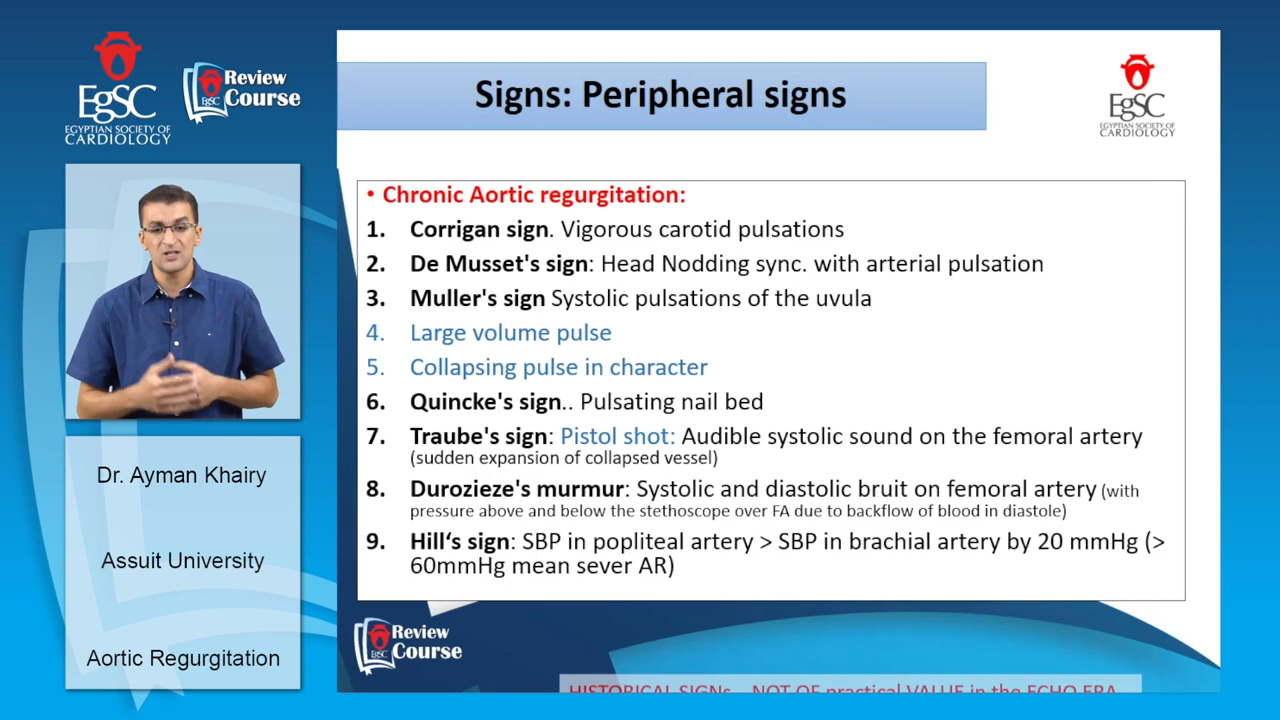 EgSC
EGYPTIAN SOCIETY OF
CARDIOLOGY
Review
Course
EgSC
Dr. Ayman Khairy
Assuit University
Aortic Regurgitation
Signs: Peripheral signs
EgSC
EGYPTIAN SOCIETY OF
CARDIOLOGY
• Chronic Aortic regurgitation:
1. Corrigan sign. Vigorous carotid pulsations
2. De Musset's sign: Head Nodding sync. with arterial pulsation
3. Muller's sign Systolic pulsations of the uvula
4. Large volume pulse
5. Collapsing pulse in character
6. Quincke's sign.. Pulsating nail bed
7. Traube's sign: Pistol shot: Audible systolic sound on the femoral artery
(sudden expansion of collapsed vessel)
8. Durozieze's murmur: Systolic and diastolic bruit on femoral artery (with
pressure above and below the stethoscope over FA due to backflow of blood in diastole)
9. Hill‘s sign: SBP in popliteal artery > SBP in brachial artery by 20 mmHg (>
60mmHg mean sever AR)
Review
Course
EgSC
HISTORICAL SIGNs NOT OF practical VALUE in the ECHO ERA